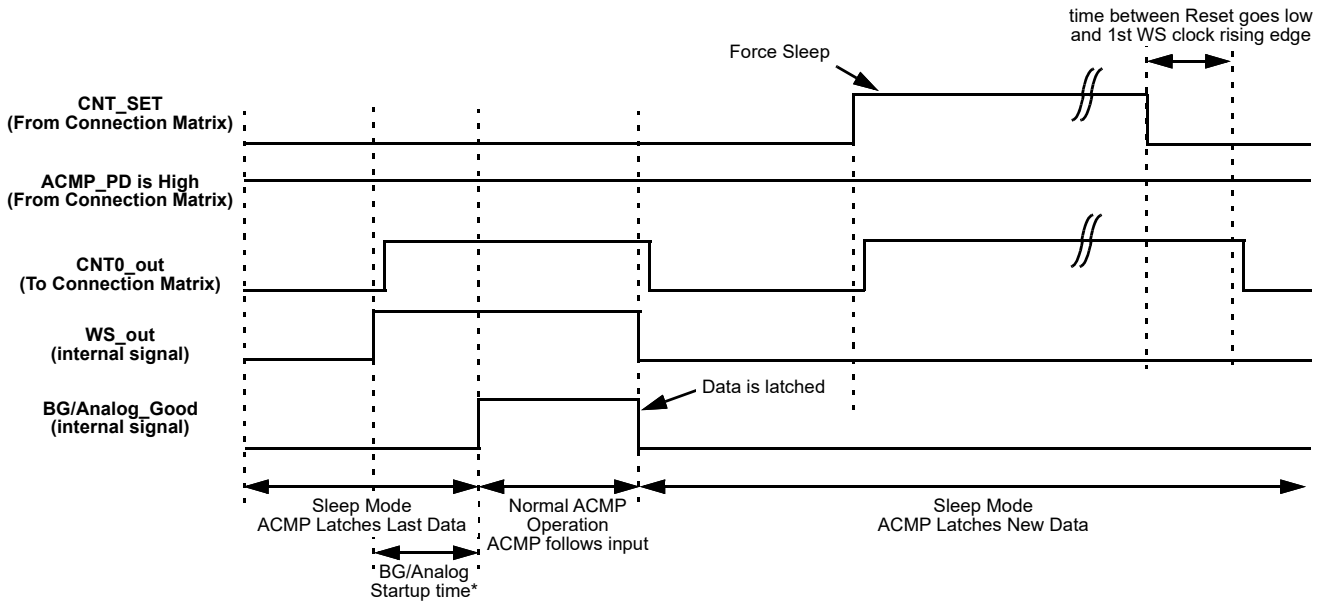 time between Reset goes low
and 1st WS clock rising edge
Force Sleep
CNT_SET
(From Connection Matrix)
ACMP_PD is High
(From Connection Matrix)
CNT0_out
(To Connection Matrix)
WS_out
(internal signal)
Data is latched
BG/Analog_Good
(internal signal)
Sleep Mode
ACMP Latches Last Data
Normal ACMP
Operation
ACMP follows input
Sleep Mode
ACMP Latches New Data
BG/Analog
Startup time*